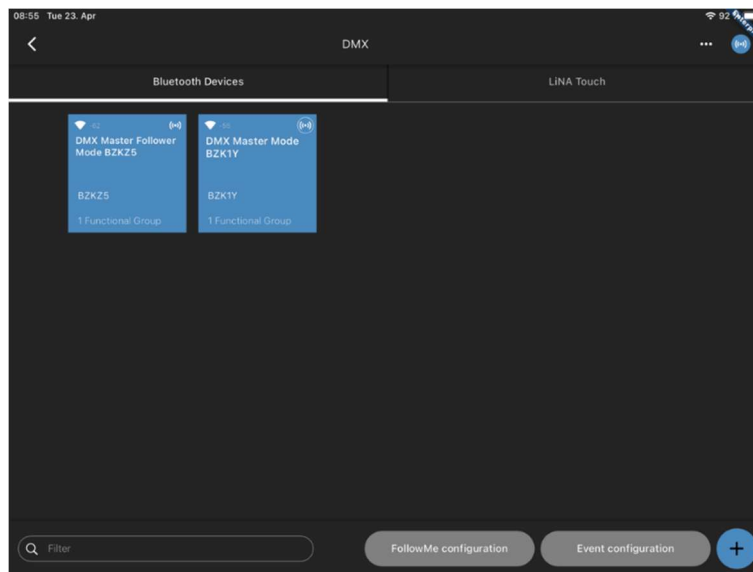 08:55 Tue 23. Apr
92
DMX
Bluetooth Devices
LiNA Touch
DMX Master Follower
Mode BZKZ5
BZKZ5
1 Functional Group
DMX Master Mode
BZK1Y
BZK1Y
1 Functional Group
Filter
FollowMe configuration
Event configuration